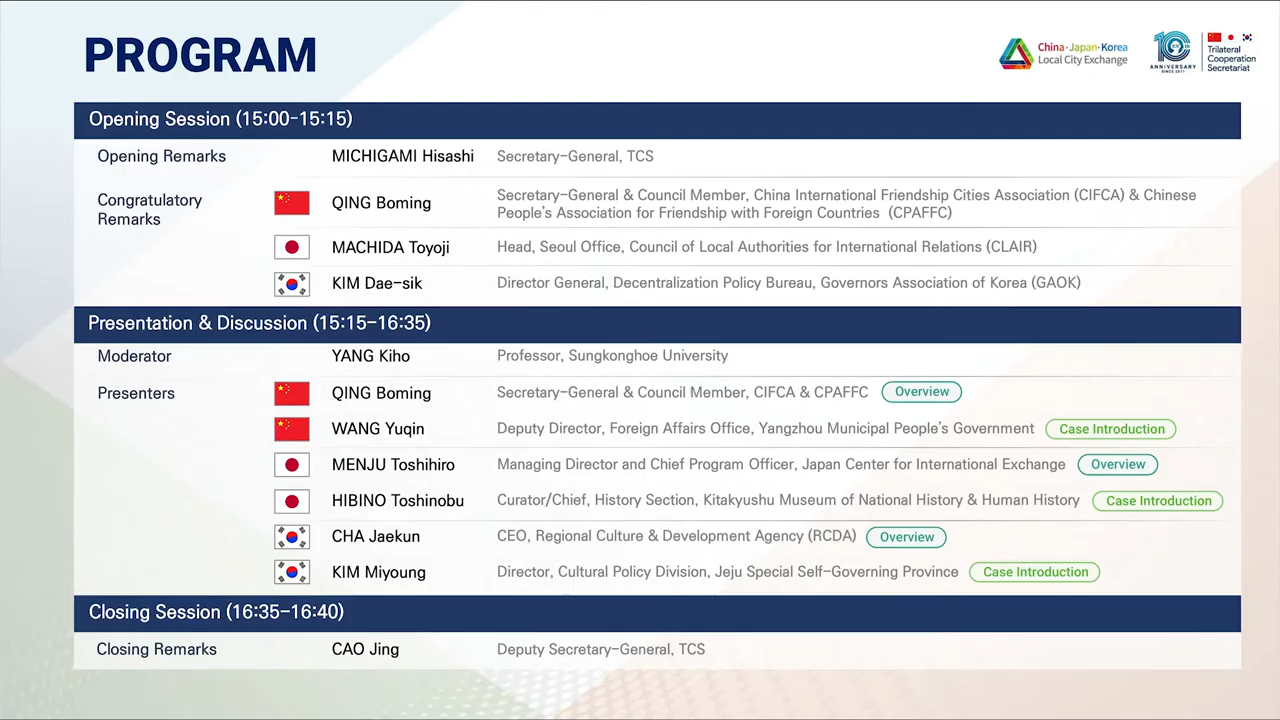 PROGRAM
China·Japan·Korea
Local City Exchange
10th
ANNIVERSARY
SINCE 2011
Trilateral
Cooperation
Secretariat
Opening Session (15:00-15:15)
Opening Remarks MICHIGAMI Hisashi Secretary-General, TCS
Congratulatory
Remarks
QING Boming
Secretary-General & Council Member, China International Friendship Cities Association (CIFCA) & Chinese
People's Association for Friendship with Foreign Countries (CPAFFC)
MACHIDA Toyoji Head, Seoul Office, Council of Local Authorities for International Relations (CLAIR)
KIM Dae-sik Director General, Decentralization Policy Bureau, Governors Association of Korea (GAOK)
Presentation & Discussion (15:15-16:35)
Moderator YANG Kiho Professor, Sungkonghoe University
Presenters QING Boming Secretary-General & Council Member, CIFCA & CPAFFC Overview
WANG Yuqin Deputy Director, Foreign Affairs Office, Yangzhou Municipal People's Government Case Introduction
MENJU Toshihiro Managing Director and Chief Program Officer, Japan Center for International Exchange Overview
HIBINO Toshinobu Curator/Chief, History Section, Kitakyushu Museum of National History & Human History Case Introduction
CHA Jaekun CEO, Regional Culture & Development Agency (RCDA) Overview
KIM Miyoung Director, Cultural Policy Division, Jeju Special Self-Governing Province Case Introduction
Closing Session (16:35-16:40)
Closing Remarks CAO Jing Deputy Secretary-General, TCS